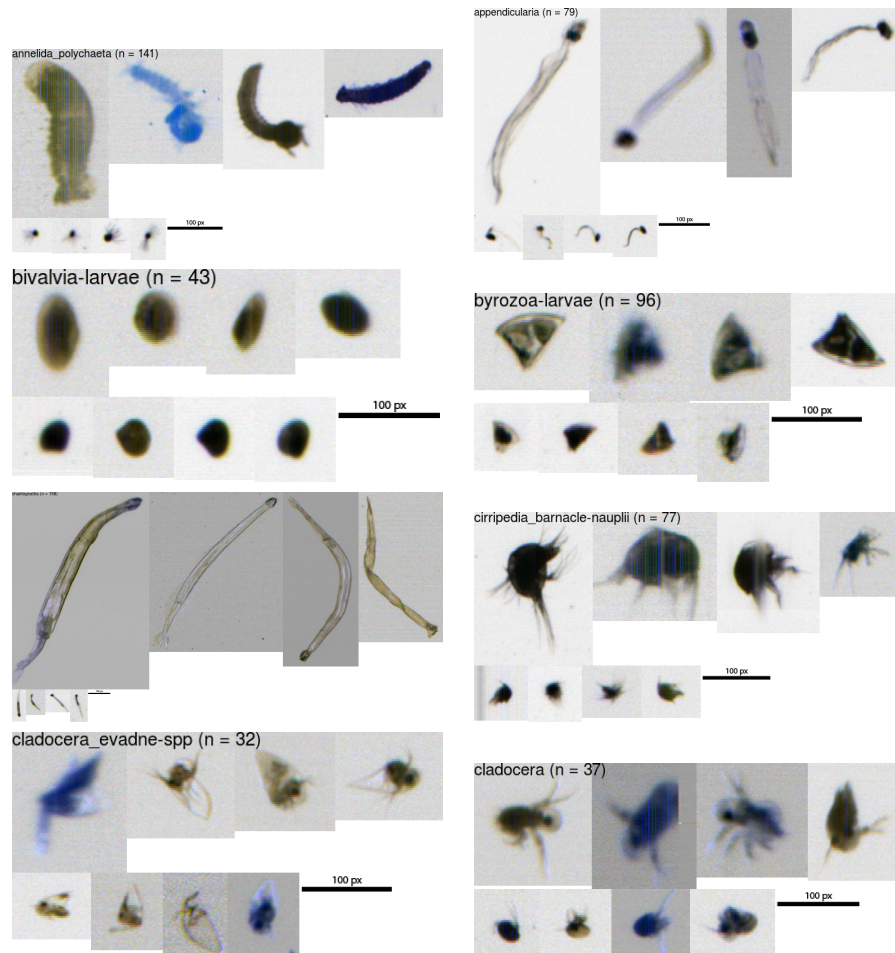 annelida_polychaeta (n = 141)
100 px
appendicularia (n = 79)
100 px
bivalvia-larvae (n = 43)
100 px
byrozoa-larvae (n = 96)
100 px
cirripedia_barnacle-nauplii (n = 77)
100 px
cladocera_evadne-spp (n = 32)
100 px
cladocera (n = 37)
100 px